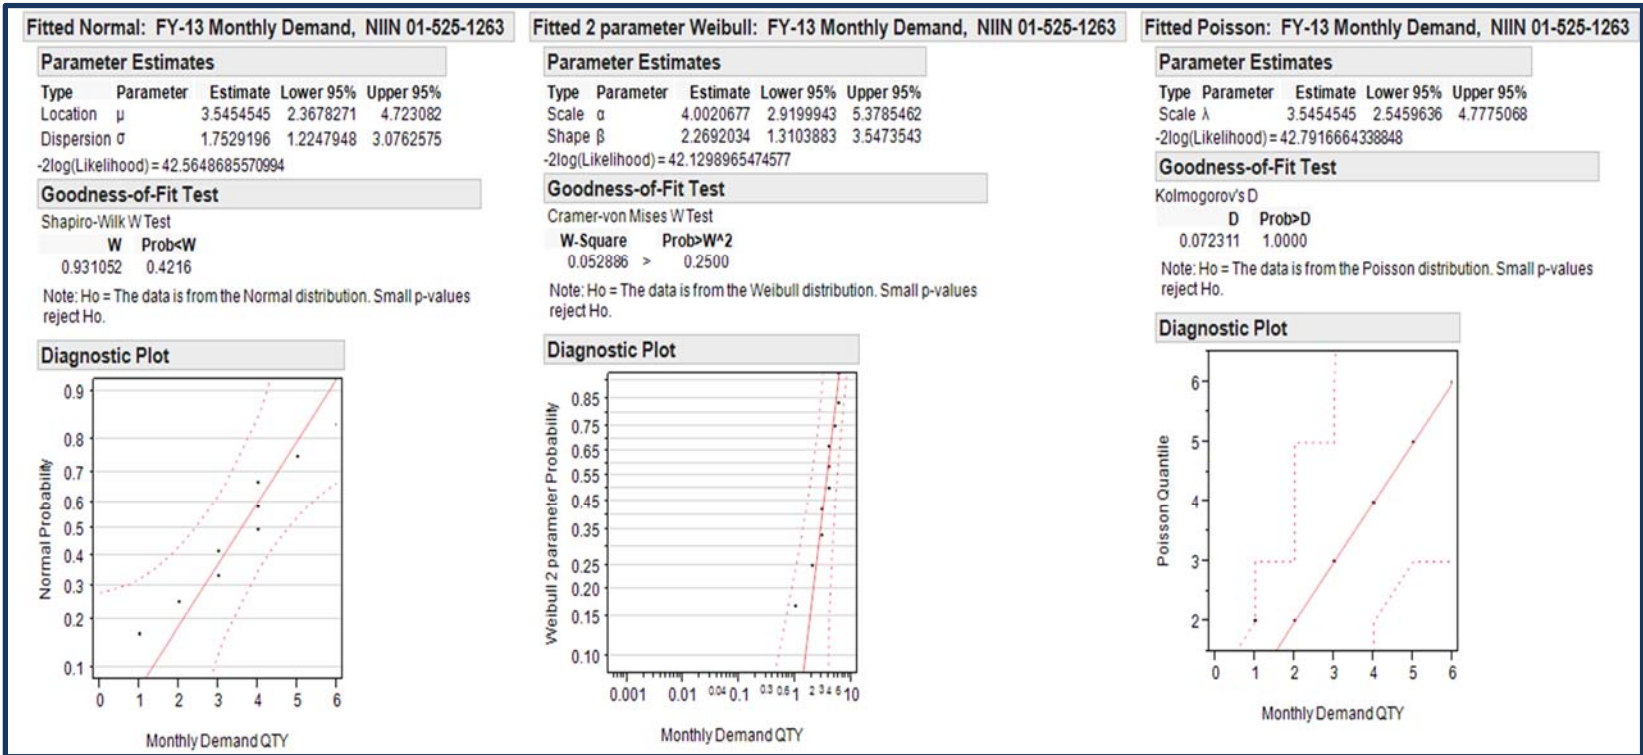 Fitted Normal: FY-13 Monthly Demand, NIIN 01-525-1263
Parameter Estimates
Type Parameter Estimate Lower 95% Upper 95%
Location μ 3.5454545 2.3678271 4.723082
Dispersion σ 1.7529196 1.2247948 3.0762575
-2log(Likelihood) = 42.5648685570994
Goodness-of-Fit Test
Shapiro-Wilk W Test
W Prob<W
0.931052 0.4216
Note: Ho = The data is from the Normal distribution. Small p-values
reject Ho.
Diagnostic Plot
Normal Probability
0.9
0.8
0.7
0.6
0.5
0.4
0.3
0.2
0.1
0 1 2 3 4 5 6
Monthly Demand QTY
Fitted 2 parameter Weibull: FY-13 Monthly Demand, NIIN 01-525-1263
Parameter Estimates
Type Parameter Estimate Lower 95% Upper 95%
Scale α 4.0020677 2.9199943 5.3785462
Shape β 2.2692034 1.3103883 3.5473543
-2log(Likelihood) = 42.1298965474577
Goodness-of-Fit Test
Cramer-von Mises W Test
W-Square Prob>W^2
0.052886 > 0.2500
Note: Ho = The data is from the Weibull distribution. Small p-values
reject Ho.
Diagnostic Plot
Weibull 2 parameter Probability
0.85
0.75
0.65
0.55
0.45
0.35
0.25
0.20
0.15
0.10
0.001 0.01 0.04 0.1 0.3 0.5 1 2 3 4 6 10
Monthly Demand QTY
Fitted Poisson: FY-13 Monthly Demand, NIIN 01-525-1263
Parameter Estimates
Type Parameter Estimate Lower 95% Upper 95%
Scale λ 3.5454545 2.5459636 4.7775068
-2log(Likelihood) = 42.7916664338848
Goodness-of-Fit Test
Kolmogorov's D
D Prob>D
0.072311 1.0000
Note: Ho = The data is from the Poisson distribution. Small p-values
reject Ho.
Diagnostic Plot
Poisson Quantile
6
5
4
3
2
0 1 2 3 4 5 6
Monthly Demand QTY